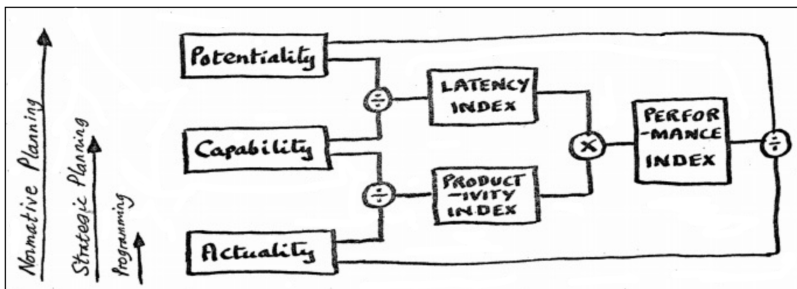 Normative Planning
Strategic Planning
Programming
Potentiality
Capability
Actuality
÷
÷
LATENCY
INDEX
PRODUCT
-IVITY
INDEX
×
PERFOR
-MANCE
INDEX
÷